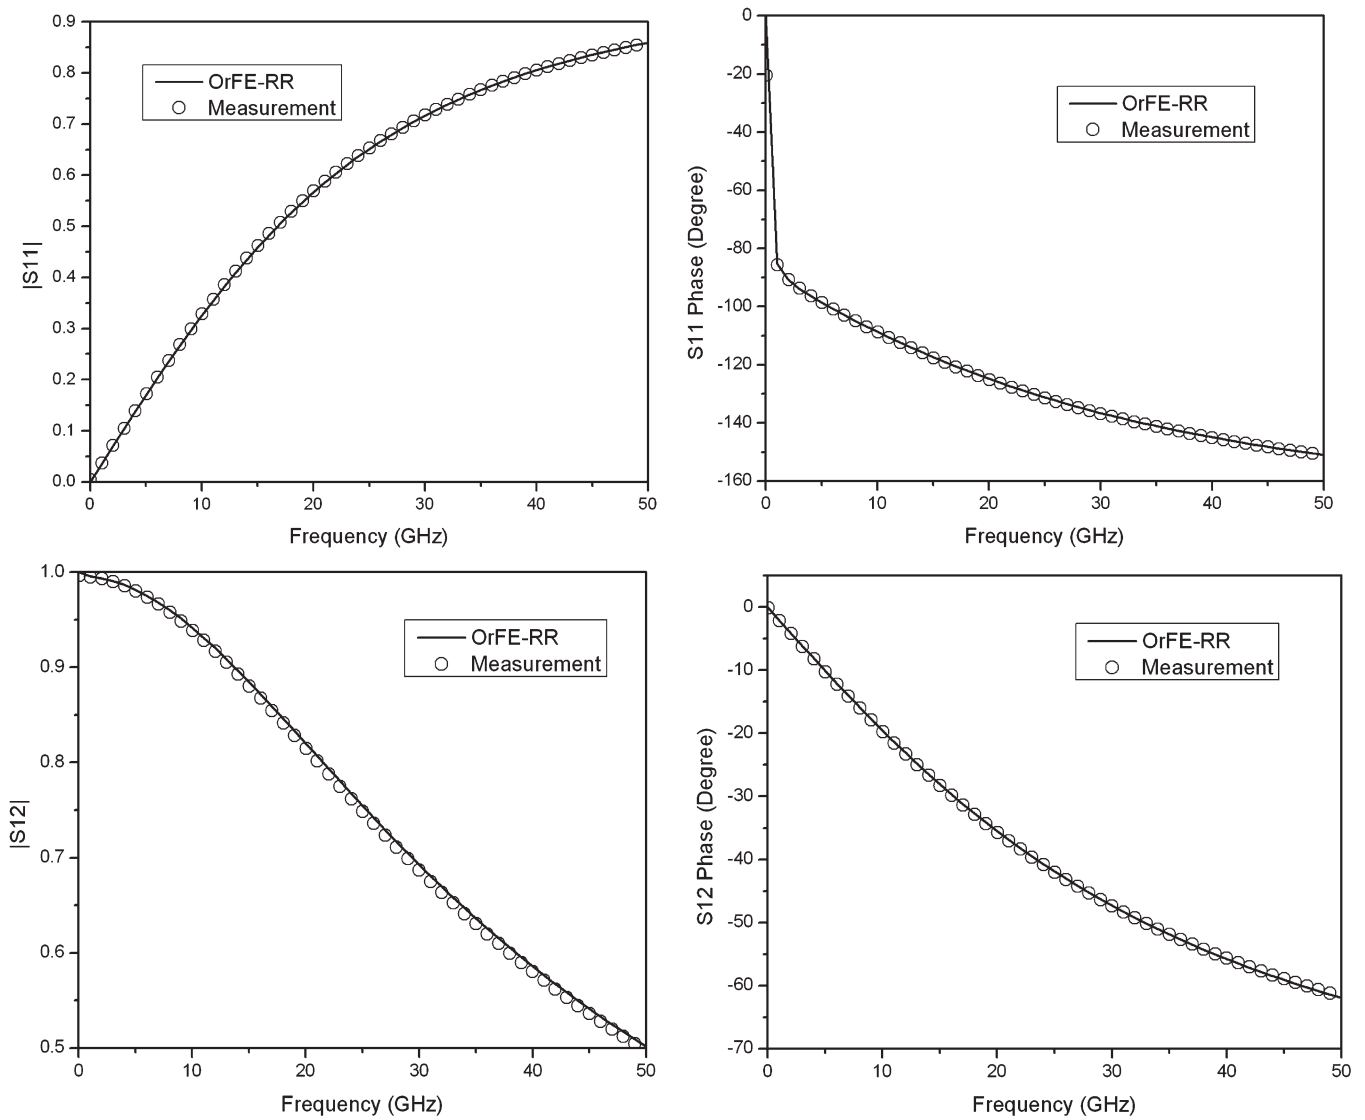 0.9
0.8
0.7
0.6
0.5
0.4
0.3
0.2
0.1
0.0
|S11|
OrFE-RR
Measurement
0 10 20 30 40 50
Frequency (GHz)
0
-20
-40
-60
-80
-100
-120
-140
-160
S11 Phase (Degree)
OrFE-RR
Measurement
0 10 20 30 40 50
Frequency (GHz)
1.0
0.9
0.8
0.7
0.6
0.5
|S12|
OrFE-RR
Measurement
0 10 20 30 40 50
Frequency (GHz)
0
-10
-20
-30
-40
-50
-60
-70
S12 Phase (Degree)
OrFE-RR
Measurement
0 10 20 30 40 50
Frequency (GHz)